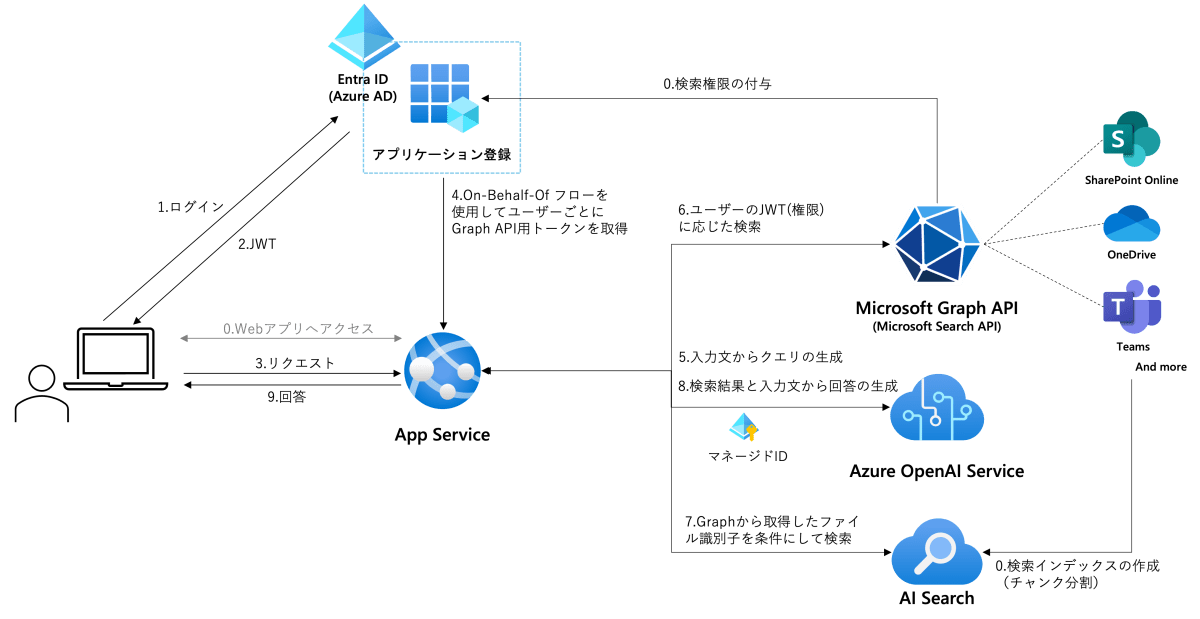 Entra ID
(Azure AD)
アプリケーション登録
0.検索権限の付与
S
SharePoint Online
OneDrive
T
Teams
And more
1.ログイン
2.JWT
4.On-Behalf-Of フローを
使用してユーザーごとに
Graph API用トークンを取得
6.ユーザーのJWT(権限)
に応じた検索
Microsoft Graph API
(Microsoft Search API)
0.Webアプリへアクセス
3.リクエスト
9.回答
App Service
5.入力文からクエリの生成
8.検索結果と入力文から回答の生成
マネージドID
Azure OpenAI Service
7.Graphから取得したファイ
ル識別子を条件にして検索
AI Search
0.検索インデックスの作成
（チャンク分割）